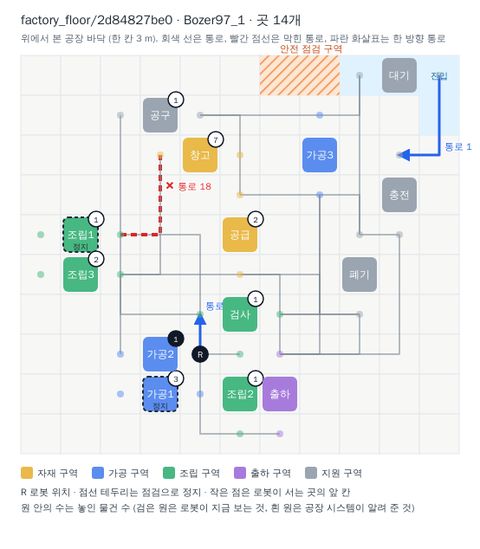 factory_floor/2d84827be0 · Bozer97_1 · 곳 14개
위에서 본 공장 바닥 (한 칸 3 m). 회색 선은 통로, 빨간 점선은 막힌 통로, 파란 화살표는 한 방향 통로
안전 점검 구역
대기
진입
공구
1
창고
7
가공3
통로 1
통로 18
충전
조립1
정지
1
공급
2
조립3
2
폐기
통로
검사
1
가공2
1
R
가공1
정지
3
조립2
1
출하
자재 구역
가공 구역
조립 구역
출하 구역
지원 구역
R 로봇 위치 · 점선 테두리는 점검으로 정지 · 작은 점은 로봇이 서는 곳의 앞 칸
원 안의 수는 놓인 물건 수 (검은 원은 로봇이 지금 보는 것, 흰 원은 공장 시스템이 알려 준 것)